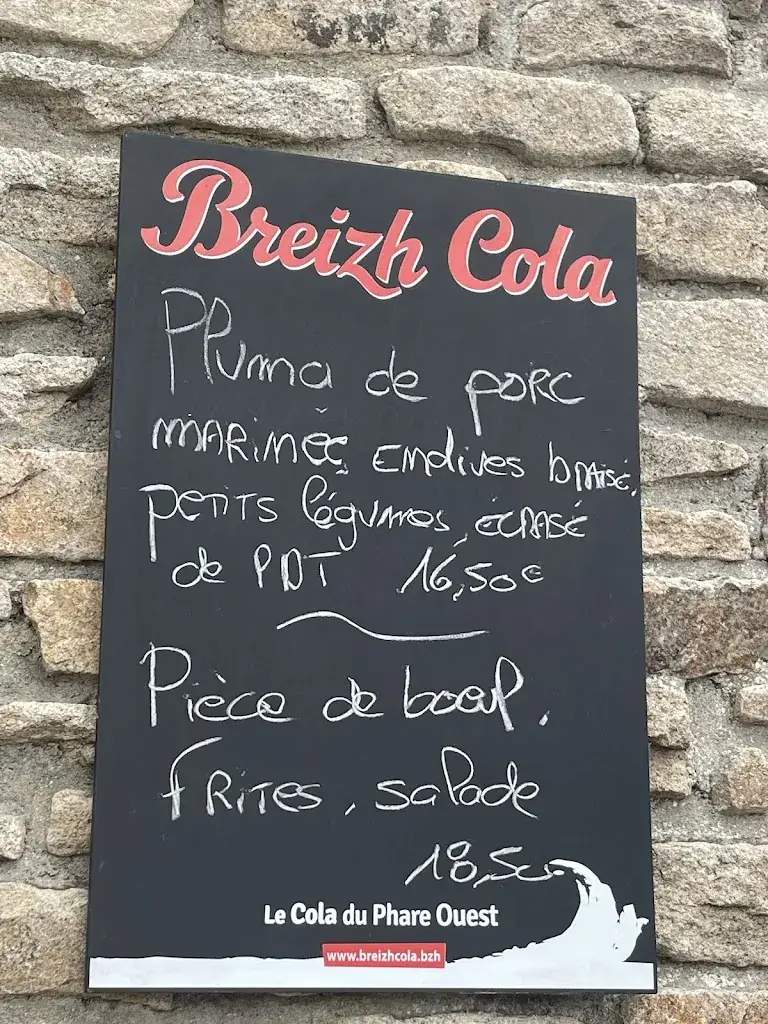 Breizh Cola
Pluma de porc
marinée, endives braisé,
petits légumes, écrasé
de PDT 16,50€
Pièce de boeuf,
frites, salade
18,50
Le Cola du Phare Ouest
www.breizhcola.bzh